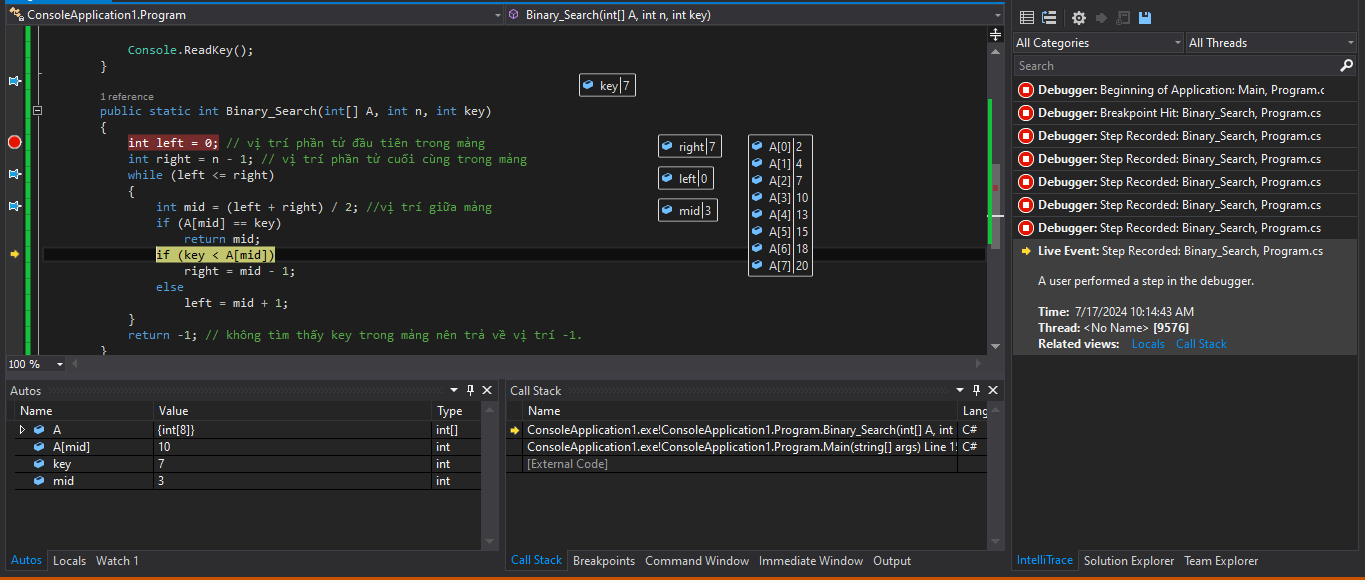 ConsoleApplication1.Program
Binary_Search(int[] A, int n, int key)
Console.ReadKey();
}
1 reference
public static int Binary_Search(int[] A, int n, int key)
{
int left = 0; // vị trí phần tử đầu tiên trong mảng
int right = n - 1; // vị trí phần tử cuối cùng trong mảng
while (left <= right)
{
int mid = (left + right) / 2; //vị trí giữa mảng
if (A[mid] == key)
return mid;
if (key < A[mid])
right = mid - 1;
else
left = mid + 1;
}
return -1; // không tìm thấy key trong mảng nên trả về vị trí -1.
}
key 7
right 7
left 0
mid 3
A[0] 2
A[1] 4
A[2] 7
A[3] 10
A[4] 13
A[5] 15
A[6] 18
A[7] 20
100 %
Autos
Name Value Type
A {int[8]} int[]
A[mid] 10 int
key 7 int
mid 3 int
Autos Locals Watch 1
Call Stack
Name Lang
ConsoleApplication1.exe!ConsoleApplication1.Program.Binary_Search(int[] A, int C#
ConsoleApplication1.exe!ConsoleApplication1.Program.Main(string[] args) Line 15 C#
[External Code]
Call Stack Breakpoints Command Window Immediate Window Output
All Categories All Threads
Search
Debugger: Beginning of Application: Main, Program.c
Debugger: Breakpoint Hit: Binary_Search, Program.cs
Debugger: Step Recorded: Binary_Search, Program.cs
Debugger: Step Recorded: Binary_Search, Program.cs
Debugger: Step Recorded: Binary_Search, Program.cs
Debugger: Step Recorded: Binary_Search, Program.cs
Debugger: Step Recorded: Binary_Search, Program.cs
Live Event: Step Recorded: Binary_Search, Program.cs
A user performed a step in the debugger.
Time: 7/17/2024 10:14:43 AM
Thread: <No Name> [9576]
Related views: Locals Call Stack
IntelliTrace Solution Explorer Team Explorer